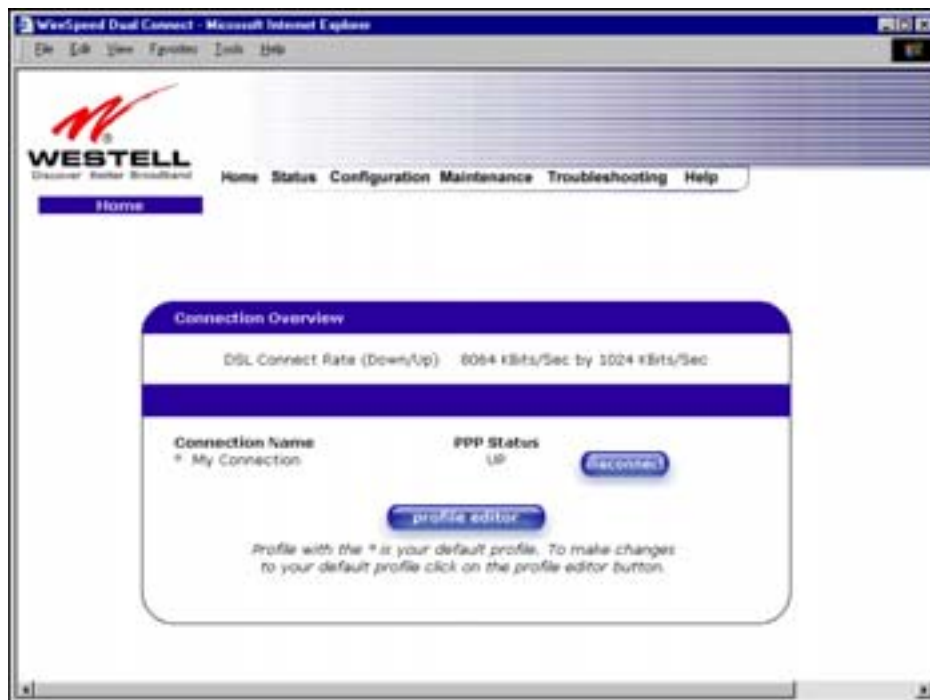 WireSpeed Dual Connect - Microsoft Internet Explorer
File Edit View Favorites Tools Help
WESTELL
Discover Better Broadband
Home Status Configuration Maintenance Troubleshooting Help
Home
Connection Overview
DSL Connect Rate (Down/Up) 8064 KBits/Sec by 1024 KBits/Sec
Connection Name PPP Status
* My Connection UP disconnect
profile editor
Profile with the * is your default profile. To make changes
to your default profile click on the profile editor button.